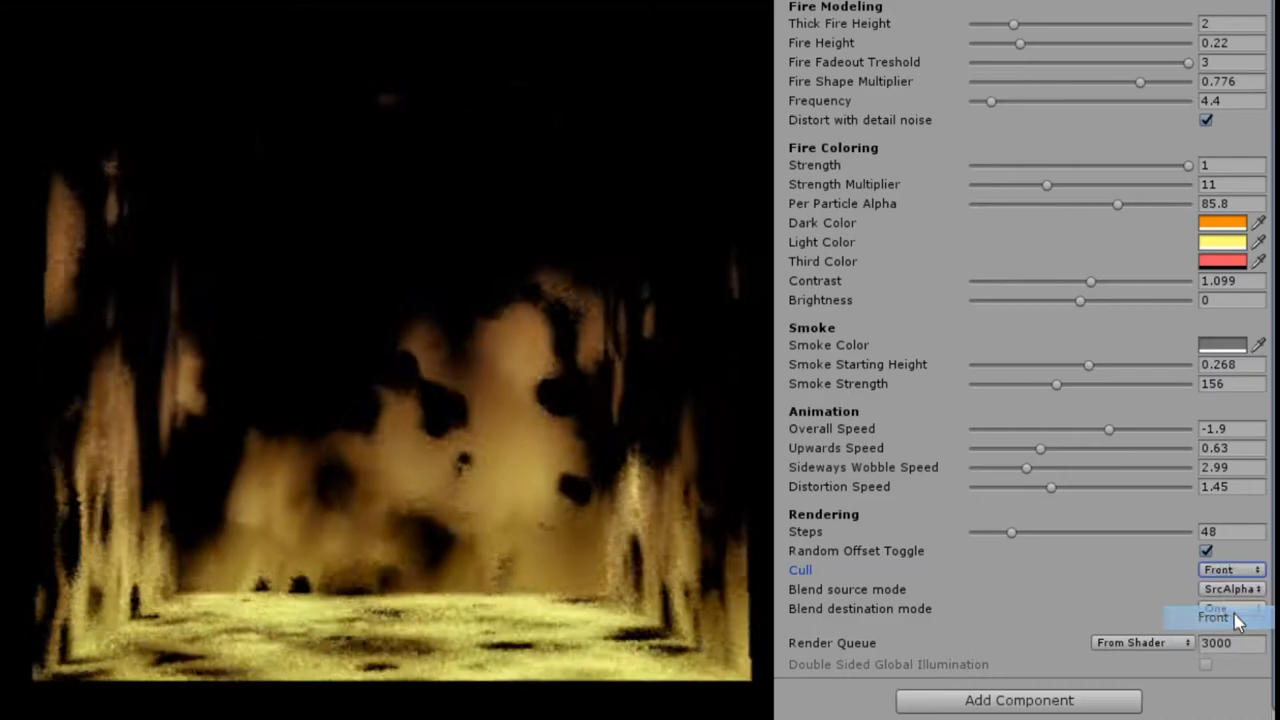 Fire Modeling
Thick Fire Height 2
Fire Height 0.22
Fire Fadeout Treshold 3
Fire Shape Multiplier 0.776
Frequency 4.4
Distort with detail noise
Fire Coloring
Strength 1
Strength Multiplier 11
Per Particle Alpha 85.8
Dark Color
Light Color
Third Color
Contrast 1.099
Brightness 0
Smoke
Smoke Color
Smoke Starting Height 0.268
Smoke Strength 156
Animation
Overall Speed -1.9
Upwards Speed 0.63
Sideways Wobble Speed 2.99
Distortion Speed 1.45
Rendering
Steps 48
Random Offset Toggle
Cull Front
Blend source mode SrcAlpha
Blend destination mode One
Front
Render Queue From Shader 3000
Double Sided Global Illumination
Add Component